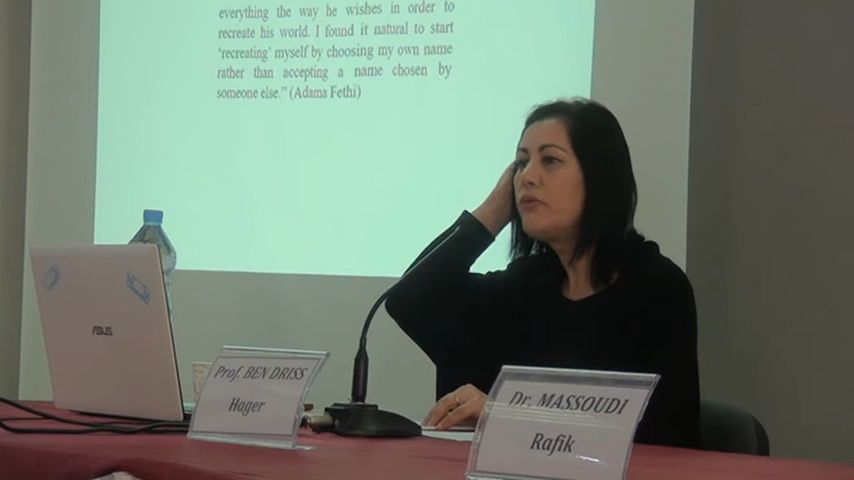 everything the way he wishes in order to
recreate his world. I found it natural to start
'recreating' myself by choosing my own name
rather than accepting a name chosen by
someone else." (Adama Fethi)
ASUS
Prof. BEN DRISS
Hager
Dr. MASSOUDI
Rafik